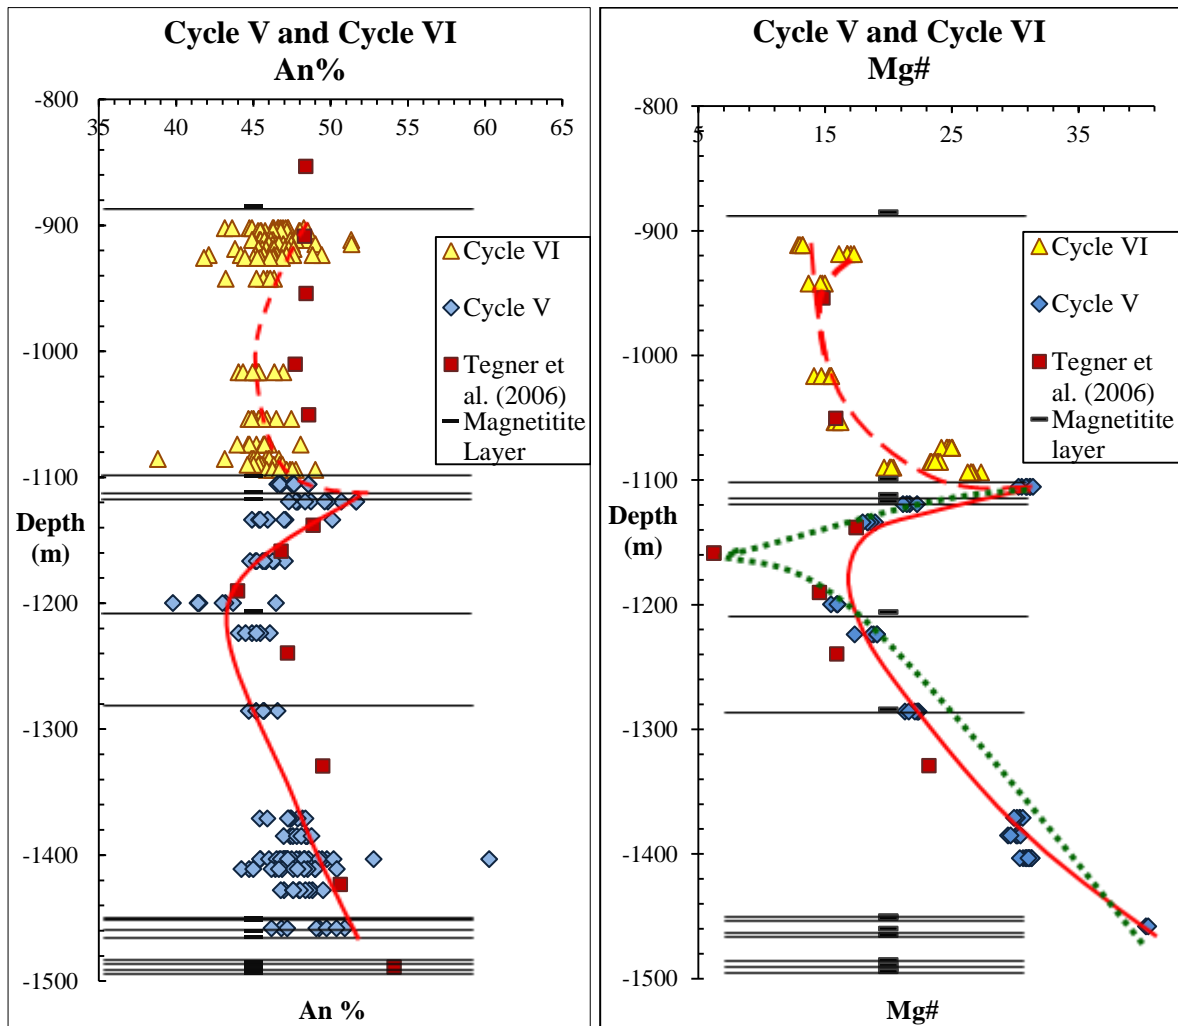 Cycle V and Cycle VI
An%
-800
35
40
45
50
55
60
65
-900
-1000
-1100
-1200
-1300
-1400
-1500
Depth
(m)
Cycle VI
Cycle V
Tegner et
al. (2006)
Magnetitite
Layer
An %
Cycle V and Cycle VI
Mg#
-800
5
15
25
35
-900
-1000
-1100
-1200
-1300
-1400
-1500
Depth
(m)
Cycle VI
Cycle V
Tegner et
al. (2006)
Magnetitite
layer
Mg#